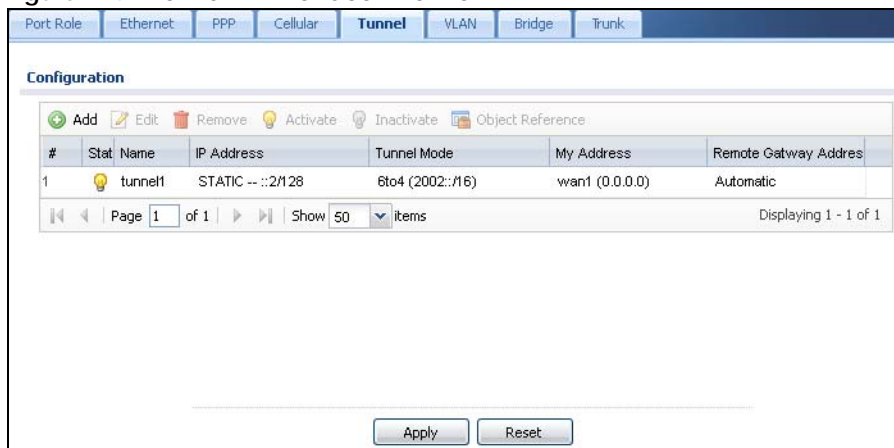 Port Role Ethernet PPP Cellular Tunnel VLAN Bridge Trunk
Configuration
Add Edit Remove Activate Inactivate Object Reference
# Stat Name IP Address Tunnel Mode My Address Remote Gatway Addres
1 tunnel1 STATIC -- ::2/128 6to4 (2002::/16) wan1 (0.0.0.0) Automatic
Page 1 of 1 Show 50 items Displaying 1 - 1 of 1
Apply Reset